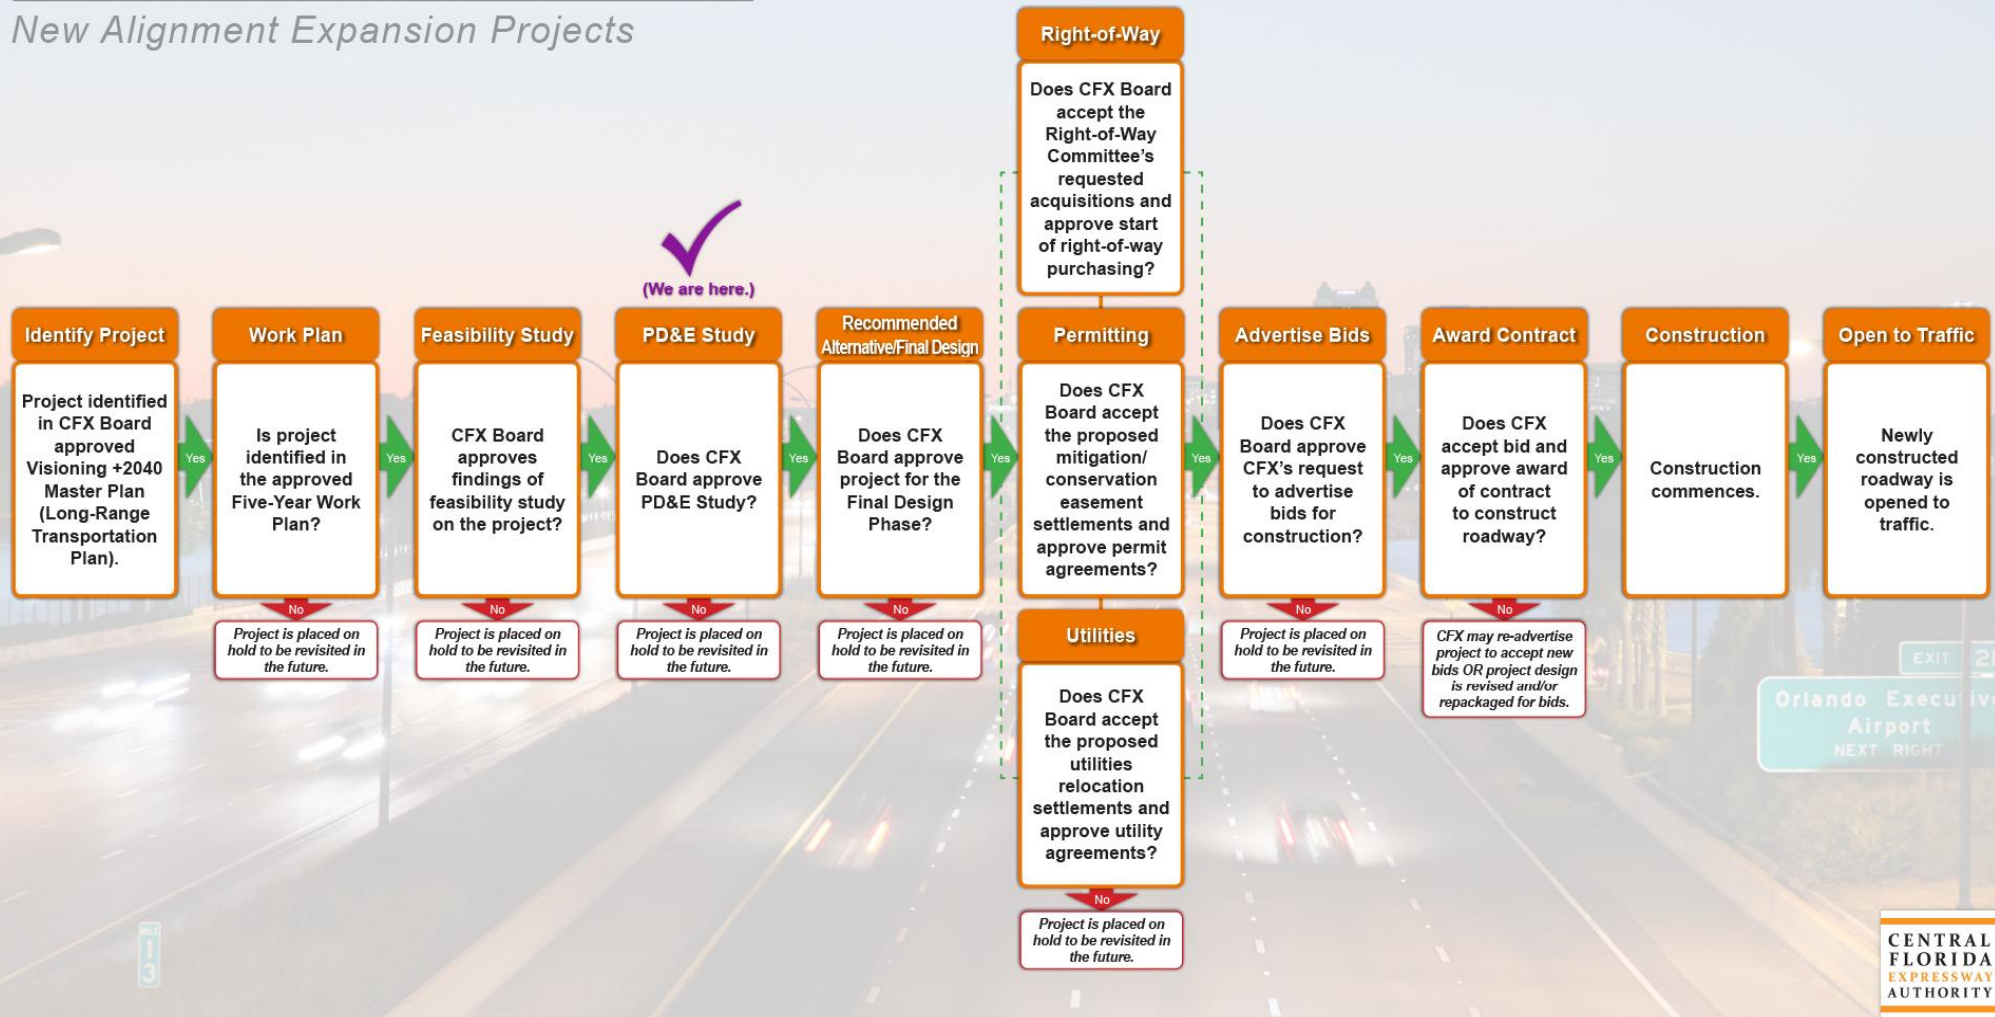 New Alignment Expansion Projects
Right-of-Way
Does CFX Board
accept the
Right-of-Way
Committee's
requested
acquisitions and
approve start
of right-of-way
purchasing?
(We are here.)
Identify Project
Project identified
in CFX Board
approved
Visioning +2040
Master Plan
(Long-Range
Transportation
Plan).
Yes
Work Plan
Is project
identified in
the approved
Five-Year Work
Plan?
No
Project is placed on
hold to be revisited in
the future.
Yes
Feasibility Study
CFX Board
approves
findings of
feasibility study
on the project?
No
Project is placed on
hold to be revisited in
the future.
Yes
PD&E Study
Does CFX
Board approve
PD&E Study?
No
Project is placed on
hold to be revisited in
the future.
Yes
Recommended
Alternative/Final Design
Does CFX
Board approve
project for the
Final Design
Phase?
No
Project is placed on
hold to be revisited in
the future.
Yes
Permitting
Does CFX
Board accept
the proposed
mitigation/
conservation
easement
settlements and
approve permit
agreements?
Utilities
Does CFX
Board accept
the proposed
utilities
relocation
settlements and
approve utility
agreements?
No
Project is placed on
hold to be revisited in
the future.
Yes
Advertise Bids
Does CFX
Board approve
CFX's request
to advertise
bids for
construction?
No
Project is placed on
hold to be revisited in
the future.
Yes
Award Contract
Does CFX
accept bid and
approve award
of contract
to construct
roadway?
No
CFX may re-advertise
project to accept new
bids OR project design
is revised and/or
repackaged for bids.
Yes
Construction
Construction
commences.
Yes
Open to Traffic
Newly
constructed
roadway is
opened to
traffic.
EXIT
Orlando Executive
Airport
NEXT RIGHT
MILE
1
3
CENTRAL
FLORIDA
EXPRESSWAY
AUTHORITY